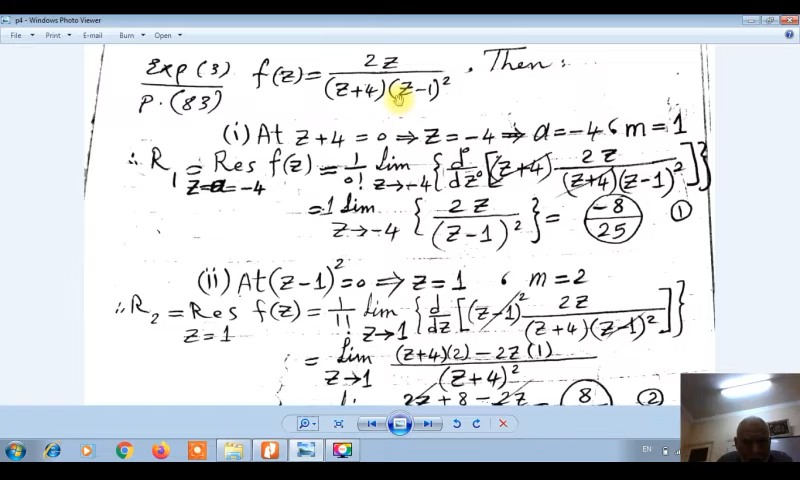 p4 - Windows Photo Viewer
File Print E-mail Burn Open
Exp (3) f(z) = 2z / (z+4)(z-1)² , Then:
P. (83)
(i) At z+4 = 0 ⇒ z = -4 ⇒ a = -4 , m = 1
∴ R₁ = Res f(z) = 1/0! Lim { d⁰/dz⁰ [ (z+4) 2z / (z+4)(z-1)² ] }
z=a=-4 z→-4
= 1 Lim { 2z / (z-1)² } = -8/25 ①
z→-4
(ii) At (z-1)² = 0 ⇒ z = 1 , m = 2
∴ R₂ = Res f(z) = 1/1! Lim { d/dz [ (z-1)² 2z / (z+4)(z-1)² ] }
z=1 z→1
= Lim (z+4)(2) - 2z(1) / (z+4)²
z→1
2z + 8 - 2z 8 ②
EN